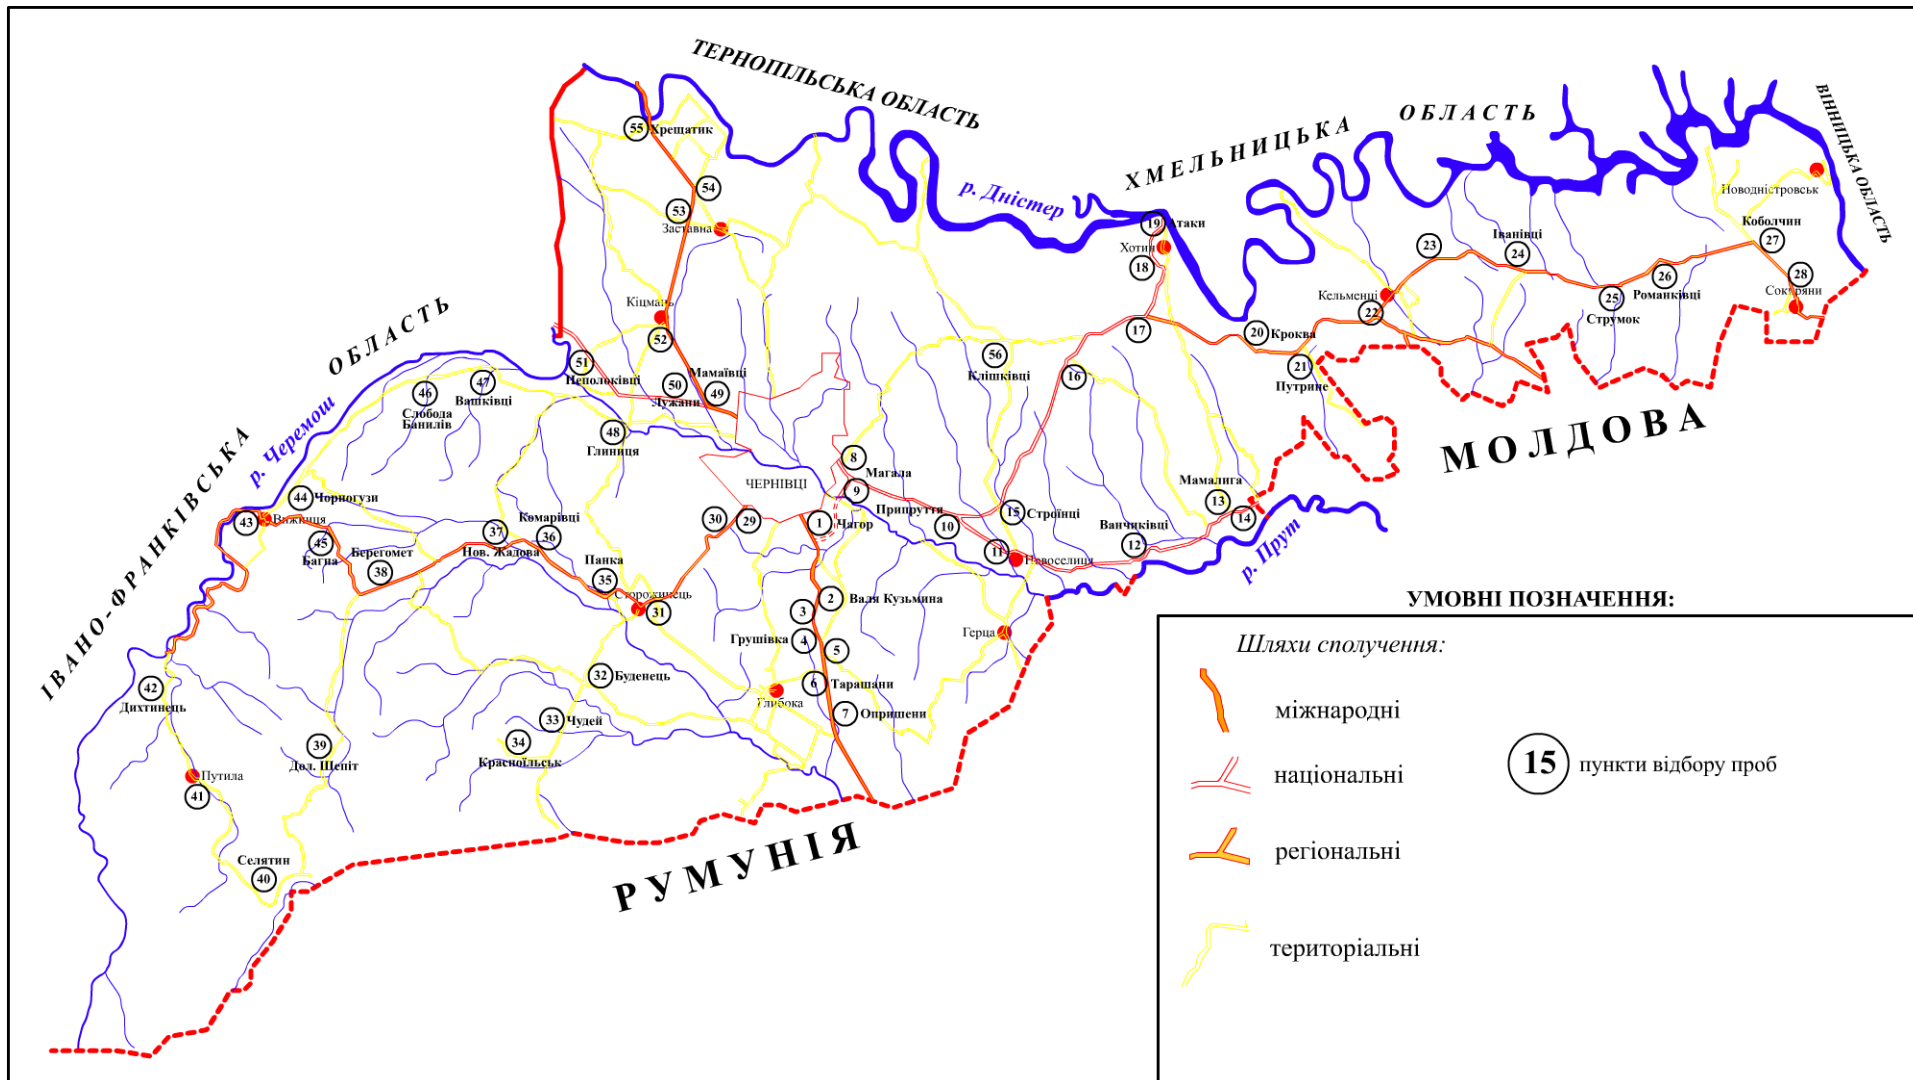 ТЕРНОПІЛЬСЬКА ОБЛАСТЬ
ХМЕЛЬНИЦЬКА ОБЛАСТЬ
ВІННИЦЬКА ОБЛАСТЬ
ІВАНО-ФРАНКІВСЬКА ОБЛАСТЬ
МОЛДОВА
РУМУНІЯ
р. Дністер
р. Черемош
р. Прут
55
Хрещатик
54
53
Заставна
19
Атаки
Хотин
18
23
Іванівці
24
Новодністровськ
Коболчин
27
28
Сокиряни
26
Романківці
25
Струмок
Кельменці
22
20
Кроква
21
Путрине
17
16
56
Клішківці
Кіцмань
52
51
Неполоківці
50
Лужани
Мамаївці
49
47
Вашківці
46
Слобода
Банилів
48
Глиниця
8
Магала
9
ЧЕРНІВЦІ
Припруття
10
15
Строїнці
11
Новоселиця
Ванчиківці
12
Мамалига
13
14
44
Чорногузи
43
Вижниця
45
Багна
Берегомет
38
37
Нов. Жадова
Комарівці
36
30
29
1
Чагор
Панка
35
Сторожинець
31
2
Валя Кузьмина
3
Грушівка
4
5
6
Тарашани
7
Опришени
Герца
Глибока
32
Буденець
33
Чудей
34
Красноїльськ
42
Дихтинець
39
Дол. Шепіт
Путила
41
Селятин
40
УМОВНІ ПОЗНАЧЕННЯ:
Шляхи сполучення:
міжнародні
національні
регіональні
територіальні
15
пункти відбору проб